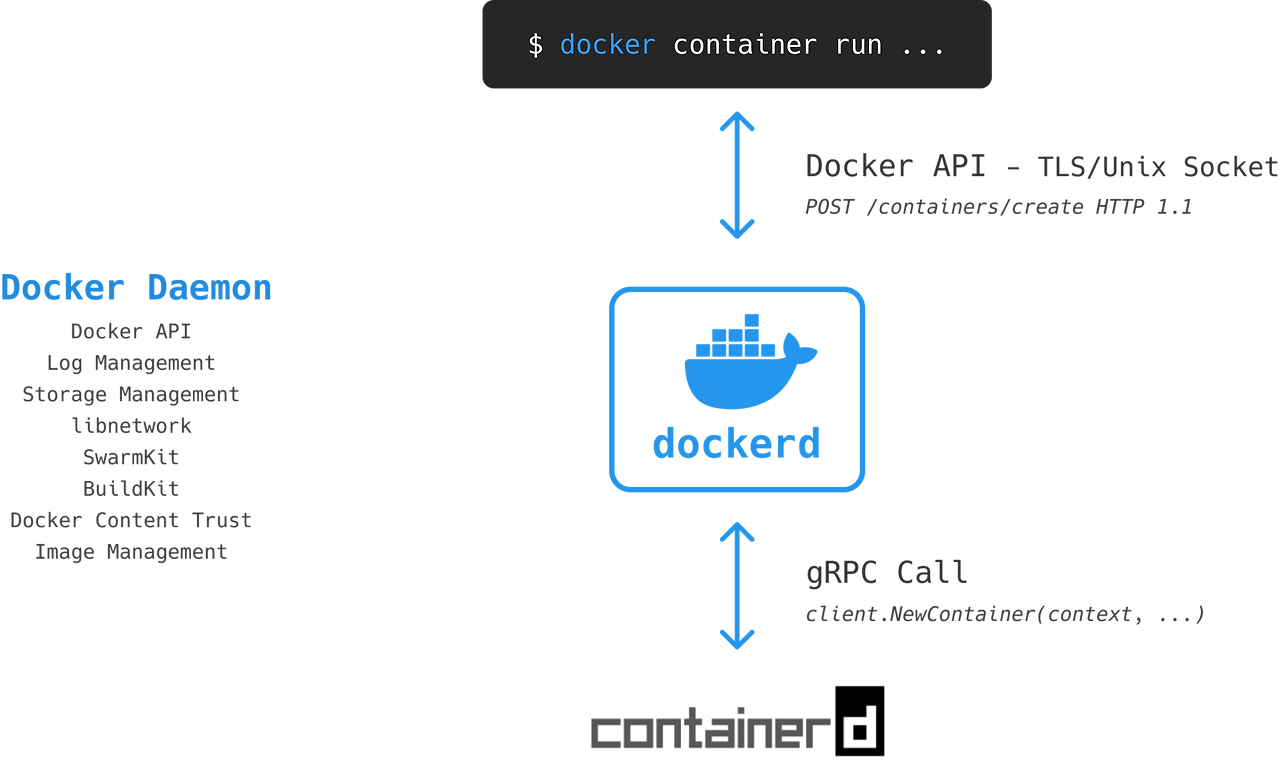 $ docker container run ...
Docker API - TLS/Unix Socket
POST /containers/create HTTP 1.1
Docker Daemon
Docker API
Log Management
Storage Management
libnetwork
SwarmKit
BuildKit
Docker Content Trust
Image Management
dockerd
gRPC Call
client.NewContainer(context, ...)
containerd